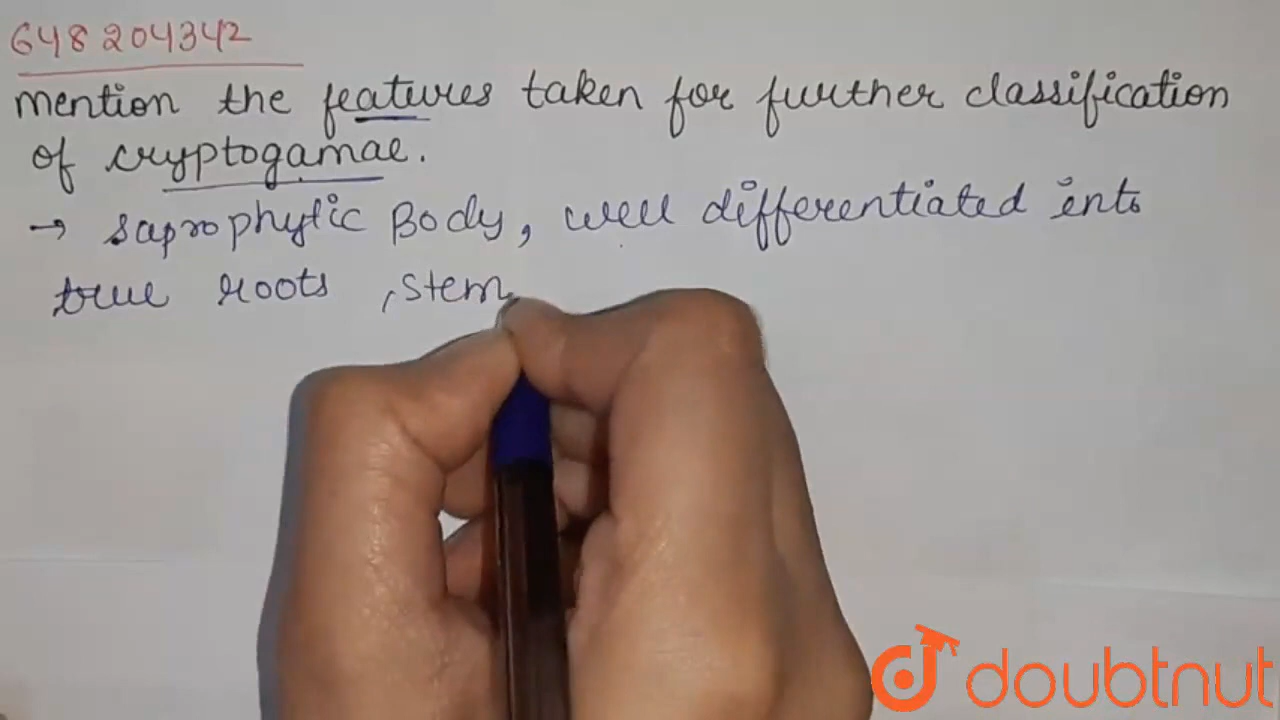 648204342
mention the features taken for further classification
of cryptogamae.
→ saprophytic Body, well differentiated into
true roots, stem
doubtnut